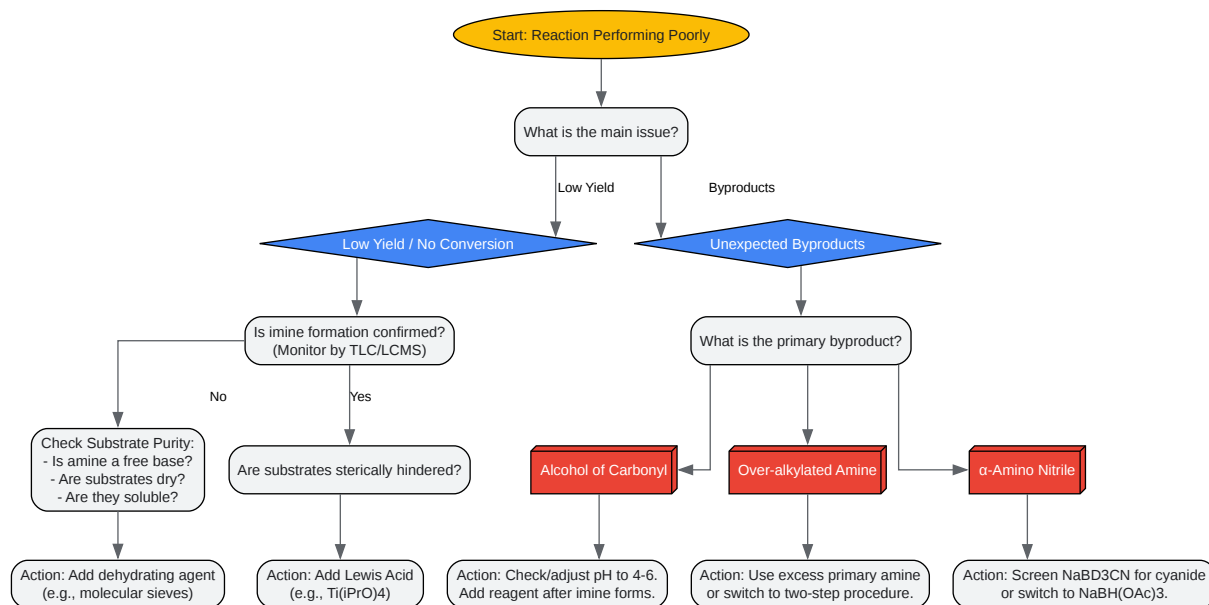 Start: Reaction Performing Poorly
What is the main issue?
Low Yield
Byproducts
Low Yield / No Conversion
Unexpected Byproducts
Is imine formation confirmed?
(Monitor by TLC/LCMS)
What is the primary byproduct?
No
Yes
Check Substrate Purity:
- Is amine a free base?
- Are substrates dry?
- Are they soluble?
Are substrates sterically hindered?
Alcohol of Carbonyl
Over-alkylated Amine
α-Amino Nitrile
Action: Add dehydrating agent
(e.g., molecular sieves)
Action: Add Lewis Acid
(e.g., Ti(iPrO)4)
Action: Check/adjust pH to 4-6.
Add reagent after imine forms.
Action: Use excess primary amine
or switch to two-step procedure.
Action: Screen NaBD3CN for cyanide
or switch to NaBH(OAc)3.